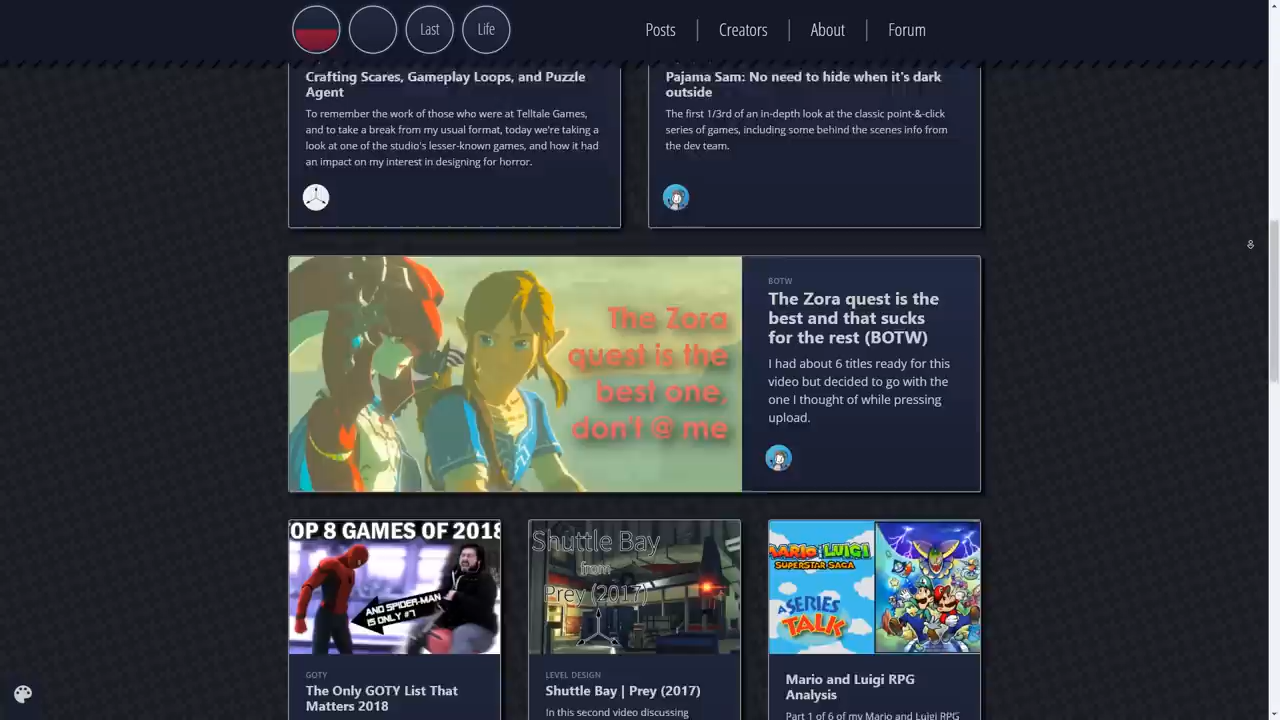 Last
Life
Posts
Creators
About
Forum
Crafting Scares, Gameplay Loops, and Puzzle
Agent
To remember the work of those who were at Telltale Games,
and to take a break from my usual format, today we're taking a
look at one of the studio's lesser-known games, and how it had
an impact on my interest in designing for horror.
Pajama Sam: No need to hide when it's dark
outside
The first 1/3rd of an in-depth look at the classic point-&-click
series of games, including some behind the scenes info from
the dev team.
The Zora
quest is the
best one,
don't @ me
BOTW
The Zora quest is the
best and that sucks
for the rest (BOTW)
I had about 6 titles ready for this
video but decided to go with the
one I thought of while pressing
upload.
OP 8 GAMES OF 2018
AND SPIDER-MAN
IS ONLY #7
GOTY
The Only GOTY List That
Matters 2018
Shuttle Bay
from
Prey (2017)
LEVEL DESIGN
Shuttle Bay | Prey (2017)
In this second video discussing
MARIO & LUIGI
SUPERSTAR SAGA
A SERIES
TALK
Mario and Luigi RPG
Analysis
Part 1 of 6 of my Mario and Luigi RPG